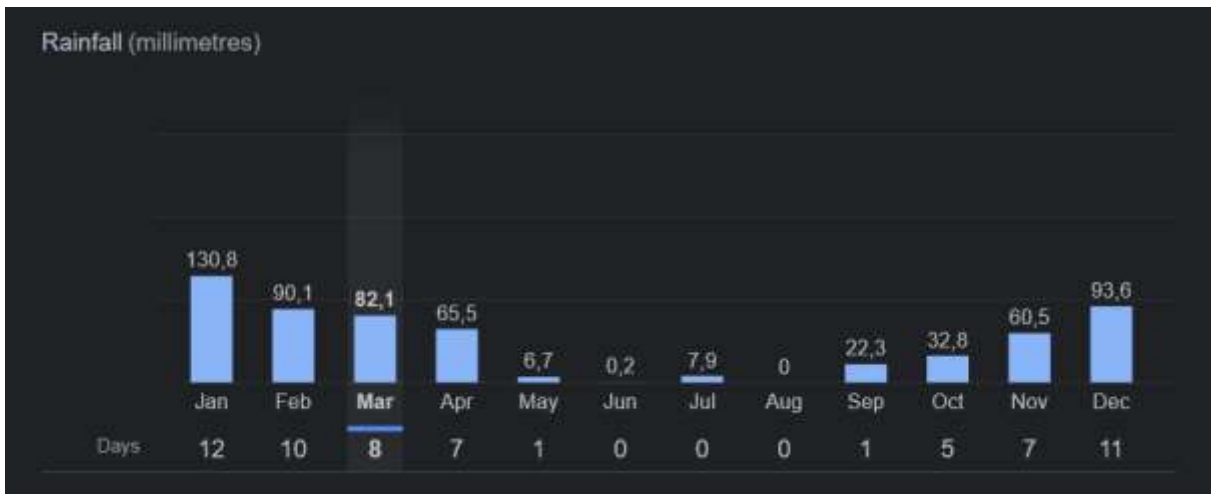 Rainfall (millimetres)
130,8 90,1 82,1 65,5 6,7 0,2 7,9 0 22,3 32,8 60,5 93,6
Jan Feb Mar Apr May Jun Jul Aug Sep Oct Nov Dec
Days 12 10 8 7 1 0 0 0 1 5 7 11